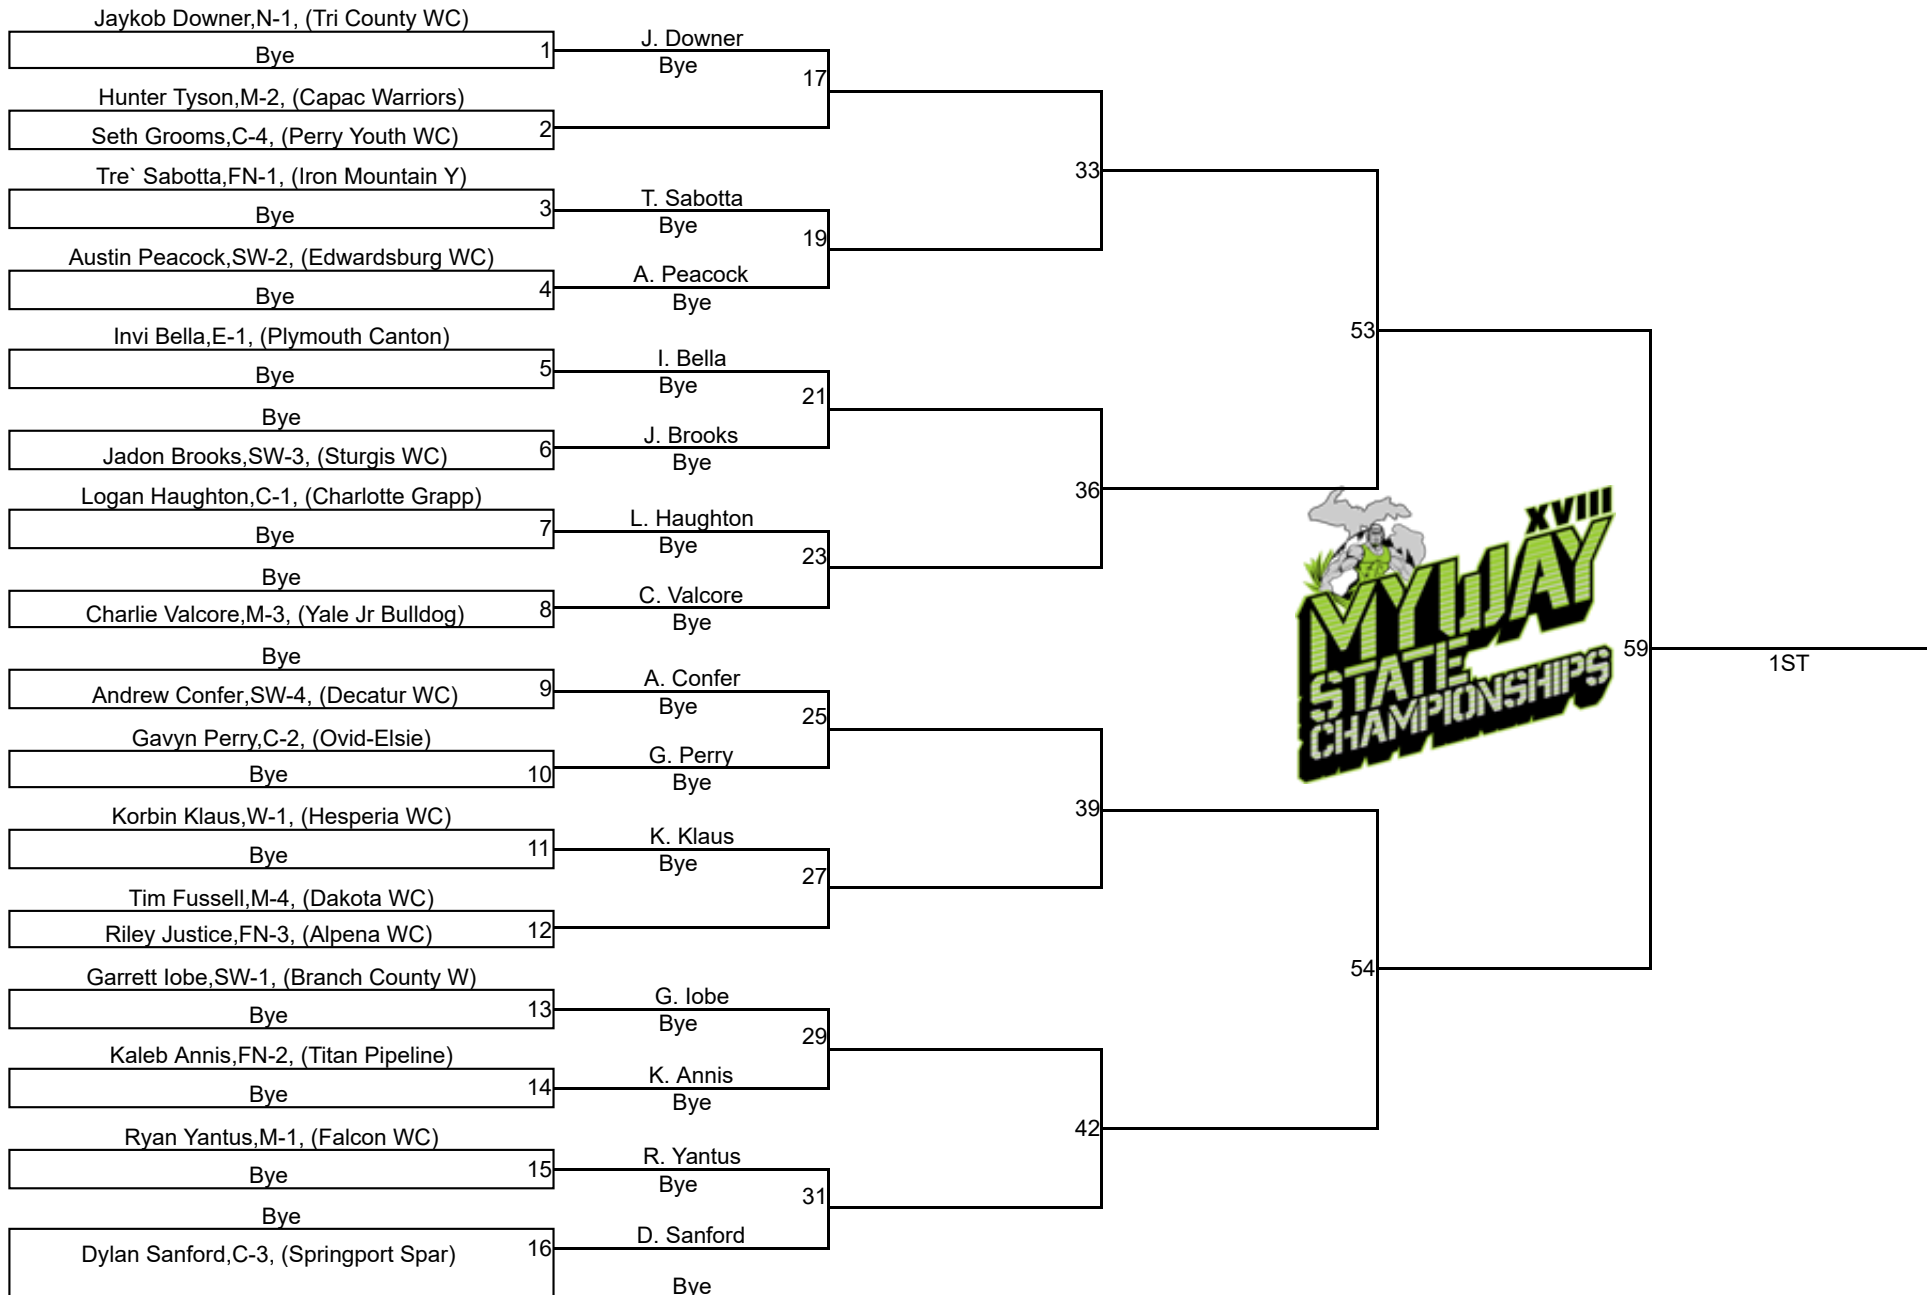 Jaykob Downer,N-1, (Tri County WC)
Bye
1
J. Downer
Bye
17
Hunter Tyson,M-2, (Capac Warriors)
Seth Grooms,C-4, (Perry Youth WC)
2
33
Tre` Sabotta,FN-1, (Iron Mountain Y)
Bye
3
T. Sabotta
Bye
19
Austin Peacock,SW-2, (Edwardsburg WC)
Bye
4
A. Peacock
Bye
53
Invi Bella,E-1, (Plymouth Canton)
Bye
5
I. Bella
Bye
21
Bye
Jadon Brooks,SW-3, (Sturgis WC)
6
J. Brooks
Bye
36
Logan Haughton,C-1, (Charlotte Grapp)
Bye
7
L. Haughton
Bye
23
Bye
Charlie Valcore,M-3, (Yale Jr Bulldog)
8
C. Valcore
Bye
XVIII
MYWAY
STATE
CHAMPIONSHIPS
59
1ST
Bye
Andrew Confer,SW-4, (Decatur WC)
9
A. Confer
Bye
25
Gavyn Perry,C-2, (Ovid-Elsie)
Bye
10
G. Perry
Bye
39
Korbin Klaus,W-1, (Hesperia WC)
Bye
11
K. Klaus
Bye
27
Tim Fussell,M-4, (Dakota WC)
Riley Justice,FN-3, (Alpena WC)
12
54
Garrett Iobe,SW-1, (Branch County W)
Bye
13
G. Iobe
Bye
29
Kaleb Annis,FN-2, (Titan Pipeline)
Bye
14
K. Annis
Bye
42
Ryan Yantus,M-1, (Falcon WC)
Bye
15
R. Yantus
Bye
31
Bye
Dylan Sanford,C-3, (Springport Spar)
16
D. Sanford
Bye